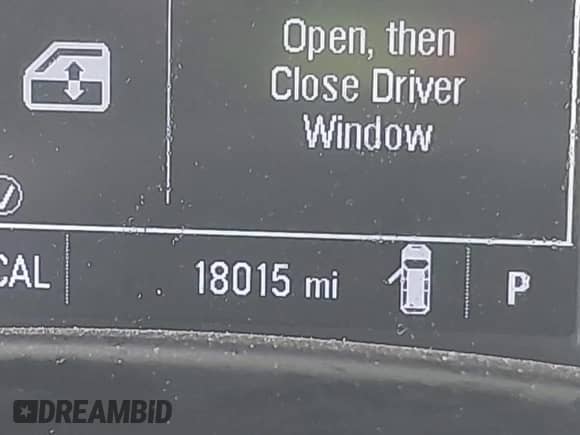 Open, then
Close Driver
Window
CAL
18015 mi
P
DREAMBID